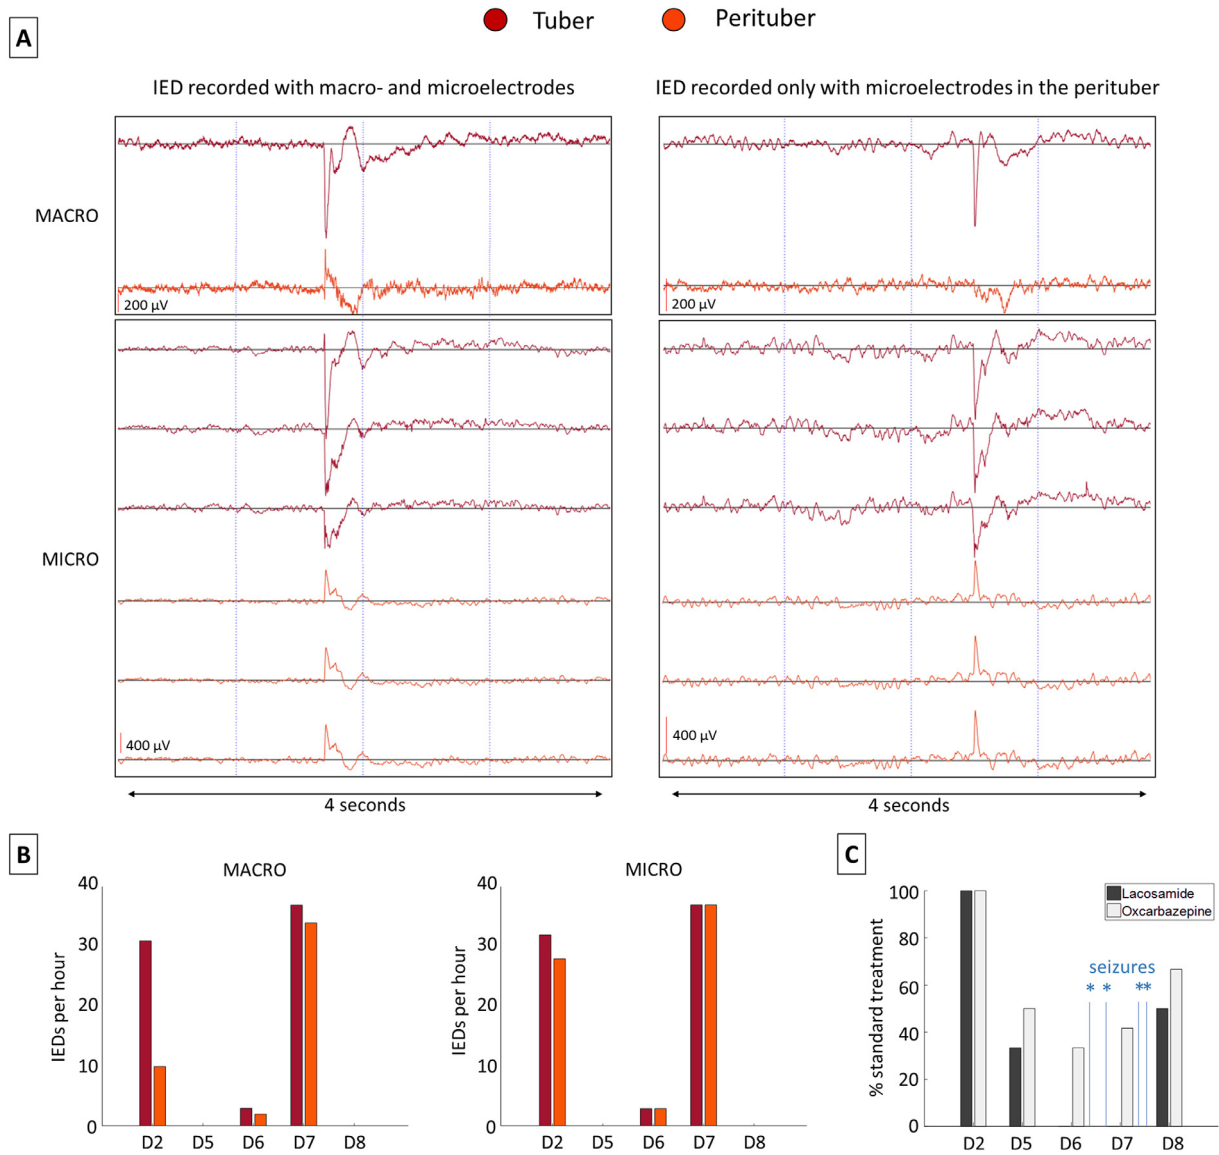 Tuber
Perituber
A
IED recorded with macro- and microelectrodes
IED recorded only with microelectrodes in the perituber
MACRO
200 µV
200 µV
MICRO
400 µV
400 µV
4 seconds
4 seconds
B
MACRO
IEDs per hour
40
30
20
10
0
D2 D5 D6 D7 D8
MICRO
IEDs per hour
40
30
20
10
0
D2 D5 D6 D7 D8
C
% standard treatment
100
80
60
40
20
0
Lacosamide
Oxcarbazepine
seizures
* * **
D2 D5 D6 D7 D8